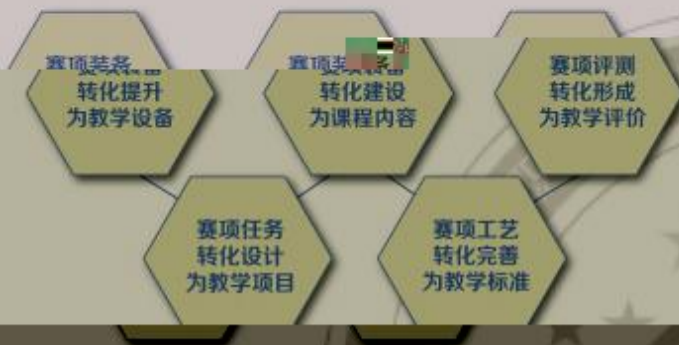 赛项装备
转化提升
为教学设备
赛项装备
转化建设
为课程内容
赛项评测
转化形成
为教学评价
赛项任务
转化设计
为教学项目
赛项工艺
转化完善
为教学标准